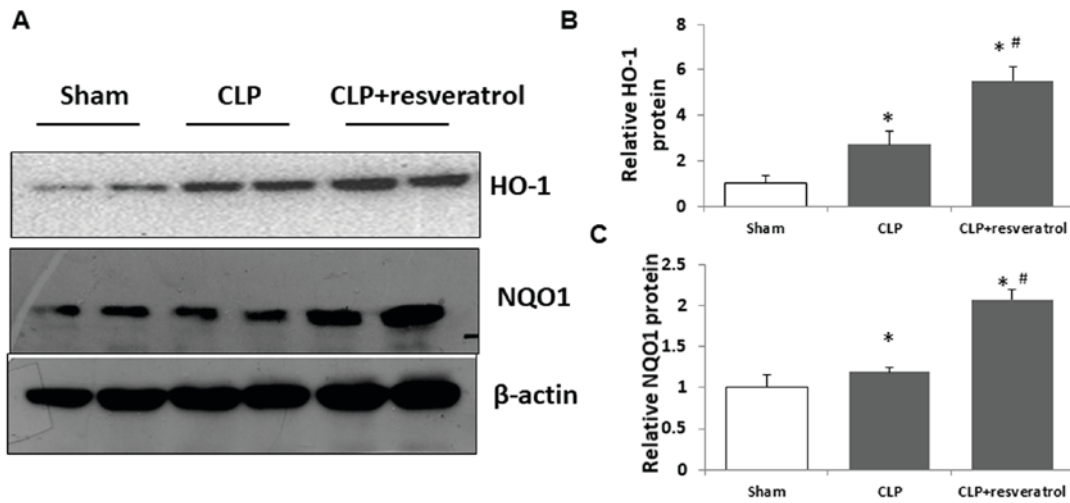 A
Sham CLP CLP+resveratrol
HO-1
NQO1
β-actin
B
Relative HO-1
protein
8
6
4
2
0
*
*
#
Sham CLP CLP+resveratrol
C
Relative NQO1 protein
2.5
2
1.5
1
0.5
0
*
*
#
Sham CLP CLP+resveratrol